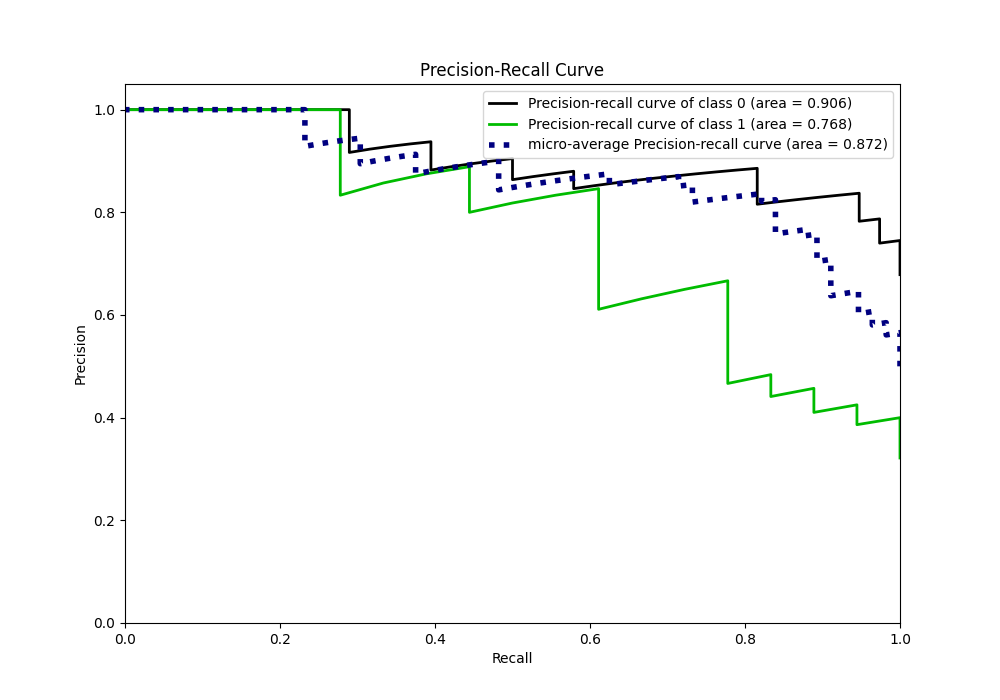 Precision-Recall Curve
Precision-recall curve of class 0 (area = 0.906)
Precision-recall curve of class 1 (area = 0.768)
micro-average Precision-recall curve (area = 0.872)
1.0
0.8
0.6
0.4
0.2
0.0
Precision
0.0 0.2 0.4 0.6 0.8 1.0
Recall